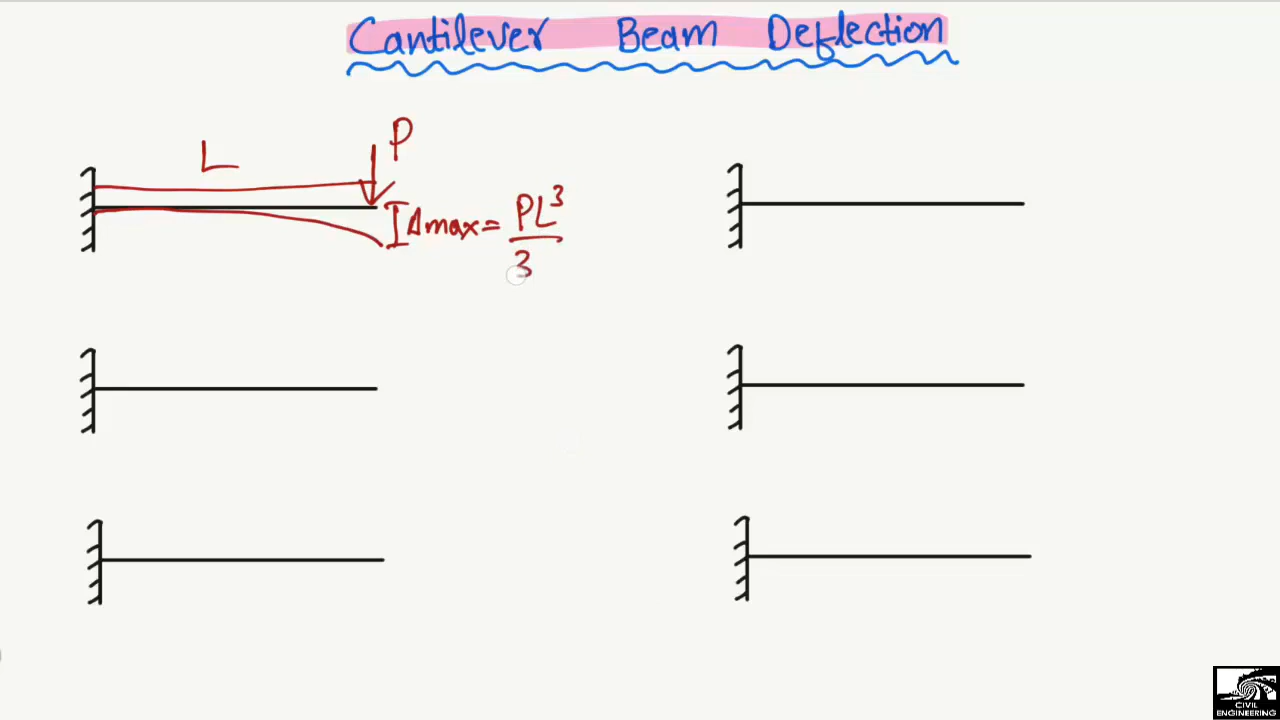 Cantilever Beam Deflection
P
L
Δmax = PL³
3
CIVIL
ENGINEERING